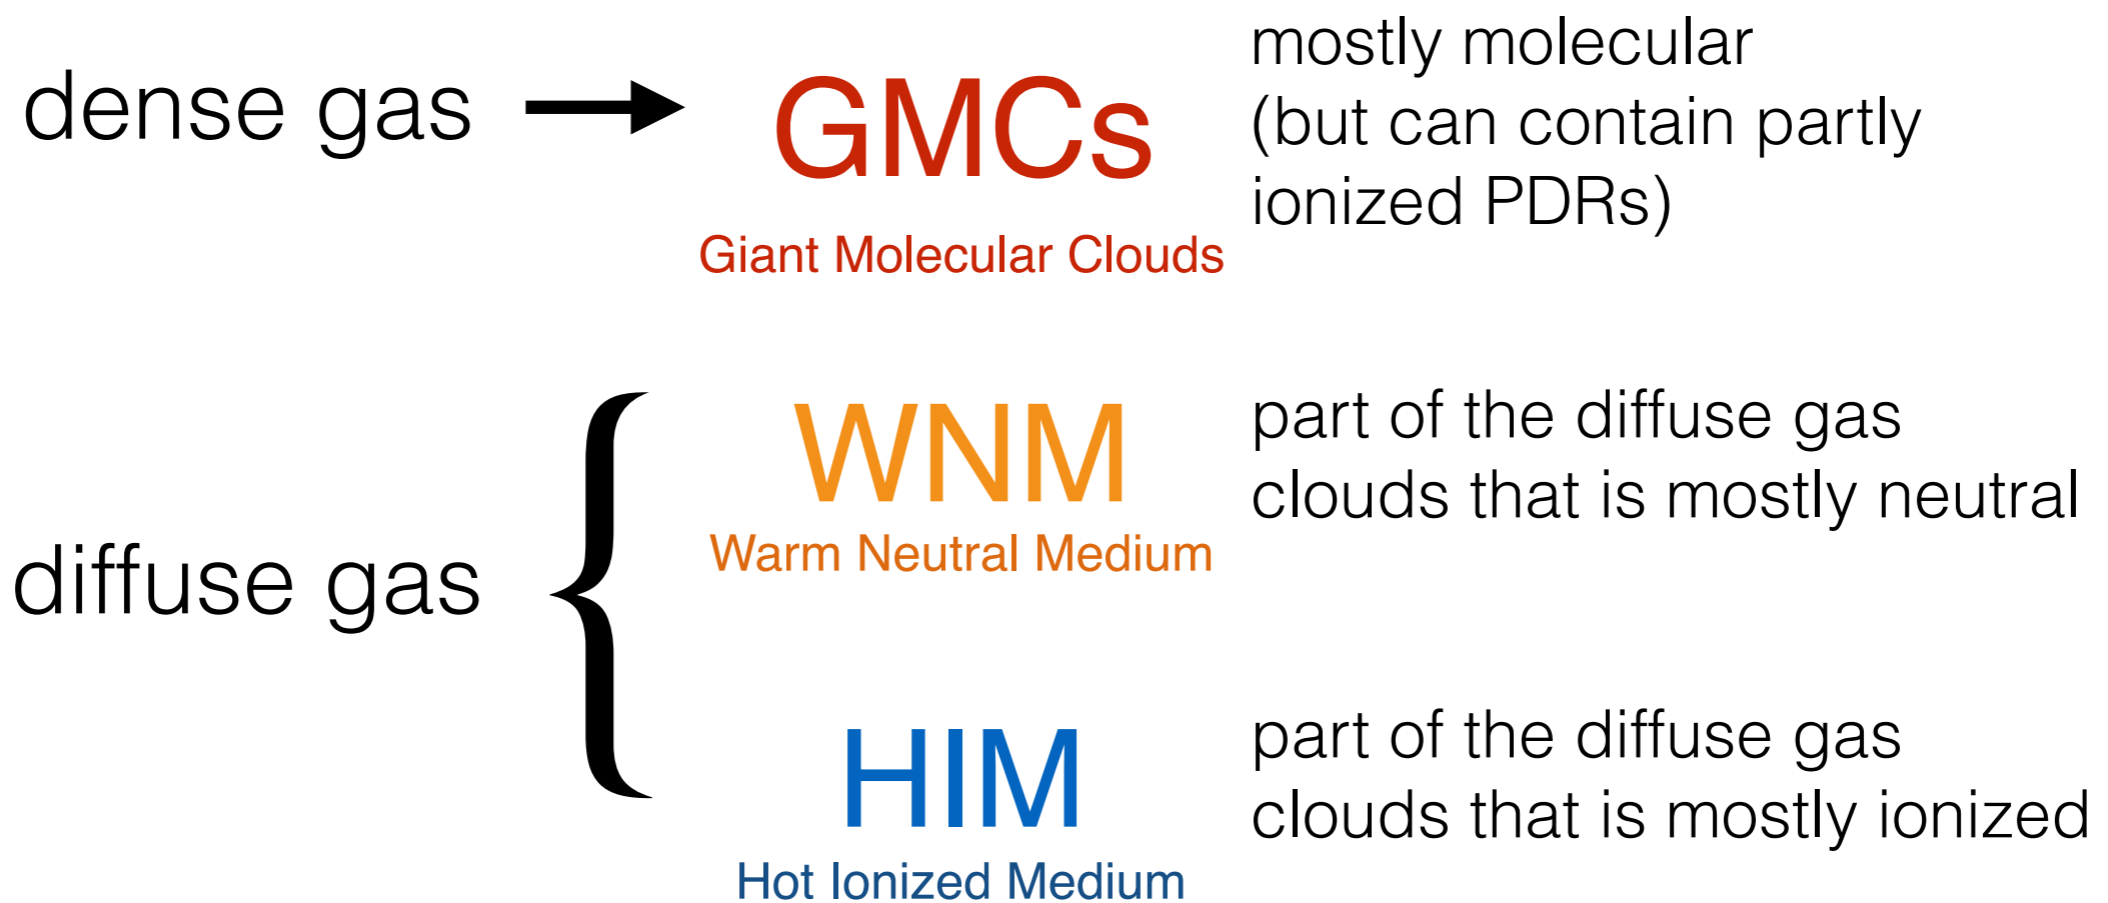 dense gas
GMCs
Giant Molecular Clouds
mostly molecular
(but can contain partly
ionized PDRs)
diffuse gas
WNM
Warm Neutral Medium
part of the diffuse gas
clouds that is mostly neutral
HIM
Hot Ionized Medium
part of the diffuse gas
clouds that is mostly ionized